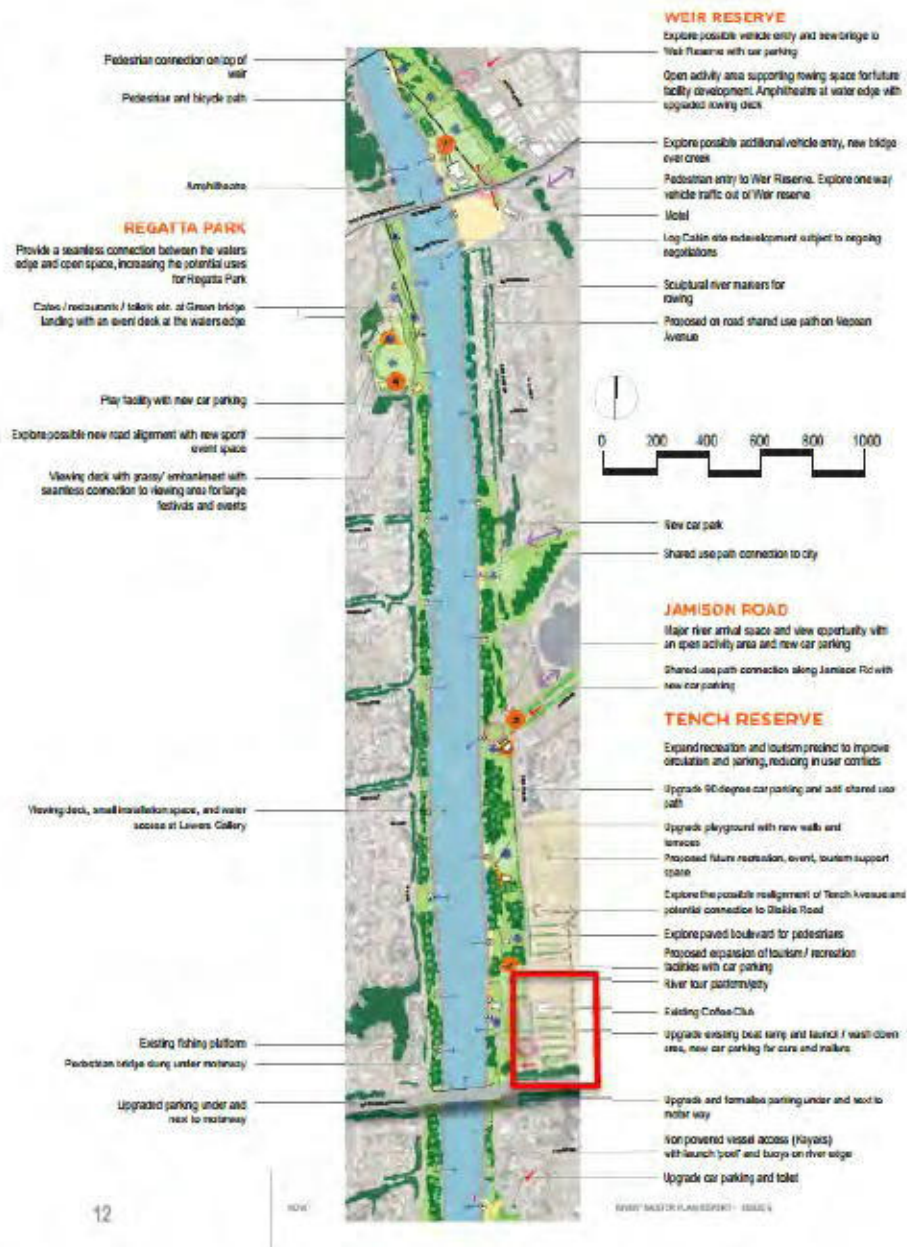 Pedestrian connection on top of
weir
Pedestrian and bicycle path
Amphitheatre
REGATTA PARK
Provide a seamless connection between the waters
edge and open space, increasing the potential uses
for Regatta Park
Cafes / restaurants / toilets etc. at Green bridge
landing with an event deck at the waters edge
Play facility with new car parking
Explore possible new road alignment with new sport/
event space
Viewing deck with grassy/ embankment with
seamless connection to viewing area for large
festivals and events
Viewing deck, small installation space, and water
access at Lewers Gallery
Existing fishing platform
Pedestrian bridge slung under motorway
Upgraded parking under and
next to motorway
WEIR RESERVE
Explore possible vehicle entry and new bridge to
Weir Reserve with car parking
Open activity area supporting rowing space for future
facility development. Amphitheatre at water edge with
upgraded rowing deck
Explore possible additional vehicle entry, new bridge
over creek
Pedestrian entry to Weir Reserve. Explore one way
vehicle traffic out of Weir reserve
Motel
Log Cabin site redevelopment subject to ongoing
negotiations
Sculptural river markers for
rowing
Proposed on road shared use path on Nepean
Avenue
0 200 400 600 800 1000
New car park
Shared use path connection to city
JAMISON ROAD
Major river arrival space and view opportunity with
an open activity area and new car parking
Shared use path connection along Jamison Rd with
new car parking
TENCH RESERVE
Expand recreation and tourism precinct to improve
circulation and parking, reducing in user conflicts
Upgrade 90 degree car parking and add shared use
path
Upgrade playground with new walls and
terraces
Proposed future recreation, event, tourism support
space
Explore the possible realignment of Tench Avenue and
potential connection to Blaikie Road
Explore paved boulevard for pedestrians
Proposed expansion of tourism / recreation
facilities with car parking
River tour platform/jetty
Existing Coffee Club
Upgrade existing boat ramp and launch / wash down
area, new car parking for cars and trailers
Upgrade and formalise parking under and next to
motor way
Non powered vessel access (Kayaks)
with launch 'pool' and buoys on river edge
Upgrade car parking and toilet
12
MASTER PLAN REPORT - ISSUE